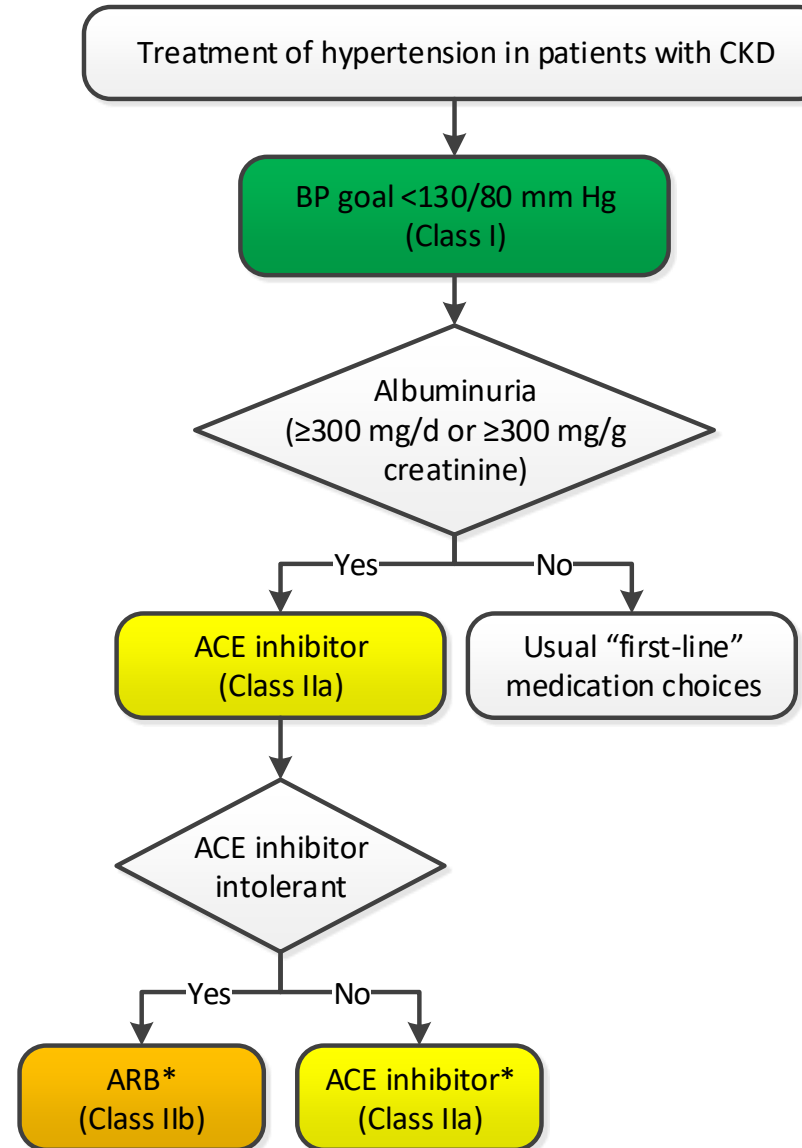 Treatment of hypertension in patients with CKD
BP goal <130/80 mm Hg
(Class I)
Albuminuria
(≥300 mg/d or ≥300 mg/g
creatinine)
Yes
No
ACE inhibitor
(Class IIa)
Usual “first-line”
medication choices
ACE inhibitor
intolerant
Yes
No
ARB*
(Class IIb)
ACE inhibitor*
(Class IIa)